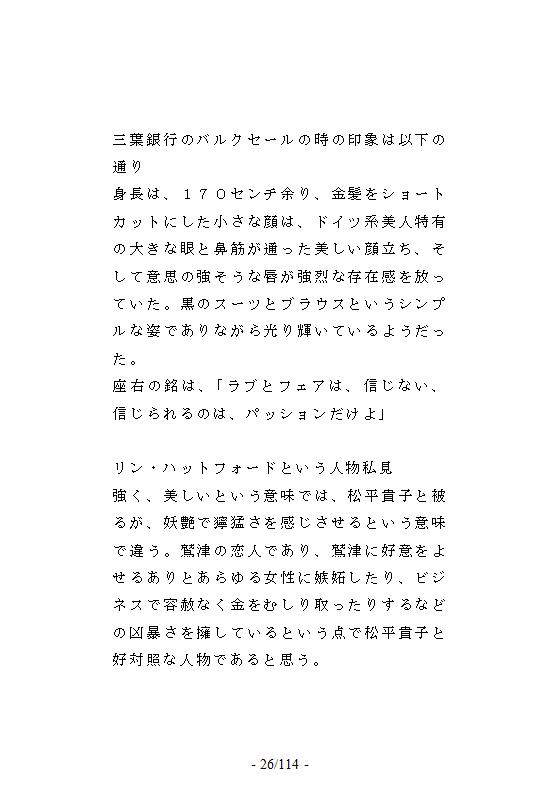 三葉銀行のバルクセールの時の印象は以下の
通り
身長は、１７０センチ余り、金髪をショート
カットにした小さな顔は、ドイツ系美人特有
の大きな眼と鼻筋が通った美しい顔立ち、そ
して意思の強そうな唇が強烈な存在感を放っ
ていた。黒のスーツとブラウスというシンプ
ルな姿でありながら光り輝いているようだっ
た。
座右の銘は、「ラブとフェアは、信じない、
信じられるのは、パッションだけよ」
リン・ハットフォードという人物私見
強く、美しいという意味では、松平貴子と被
るが、妖艶で獰猛さを感じさせるという意味
で違う。鷲津の恋人であり、鷲津に好意をよ
せるありとあらゆる女性に嫉妬したり、ビジ
ネスで容赦なく金をむしり取ったりするなど
の凶暴さを擁しているという点で松平貴子と
好対照な人物であると思う。
- 26/114 -